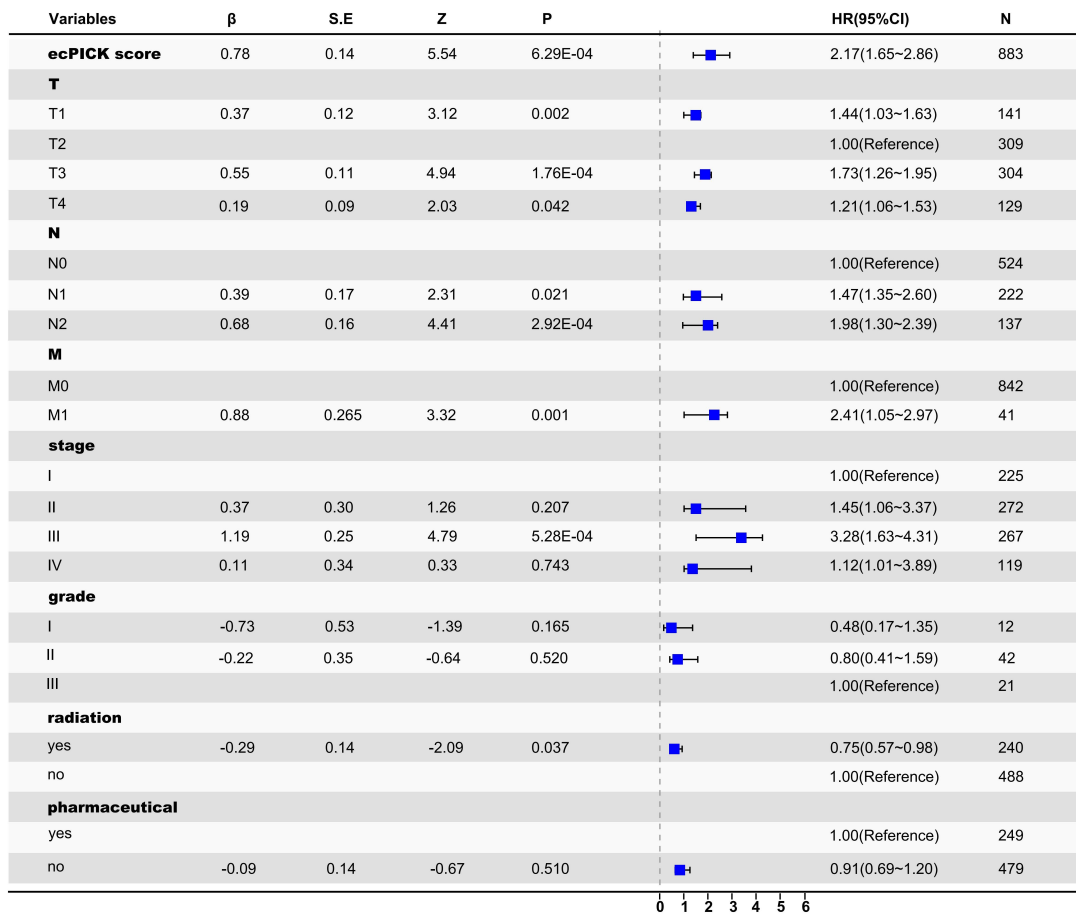 Variables β S.E Z P HR(95%CI) N
ecPICK score 0.78 0.14 5.54 6.29E-04 2.17(1.65~2.86) 883
T
T1 0.37 0.12 3.12 0.002 1.44(1.03~1.63) 141
T2 1.00(Reference) 309
T3 0.55 0.11 4.94 1.76E-04 1.73(1.26~1.95) 304
T4 0.19 0.09 2.03 0.042 1.21(1.06~1.53) 129
N
N0 1.00(Reference) 524
N1 0.39 0.17 2.31 0.021 1.47(1.35~2.60) 222
N2 0.68 0.16 4.41 2.92E-04 1.98(1.30~2.39) 137
M
M0 1.00(Reference) 842
M1 0.88 0.265 3.32 0.001 2.41(1.05~2.97) 41
stage
I 1.00(Reference) 225
II 0.37 0.30 1.26 0.207 1.45(1.06~3.37) 272
III 1.19 0.25 4.79 5.28E-04 3.28(1.63~4.31) 267
IV 0.11 0.34 0.33 0.743 1.12(1.01~3.89) 119
grade
I -0.73 0.53 -1.39 0.165 0.48(0.17~1.35) 12
II -0.22 0.35 -0.64 0.520 0.80(0.41~1.59) 42
III 1.00(Reference) 21
radiation
yes -0.29 0.14 -2.09 0.037 0.75(0.57~0.98) 240
no 1.00(Reference) 488
pharmaceutical
yes 1.00(Reference) 249
no -0.09 0.14 -0.67 0.510 0.91(0.69~1.20) 479
0 1 2 3 4 5 6